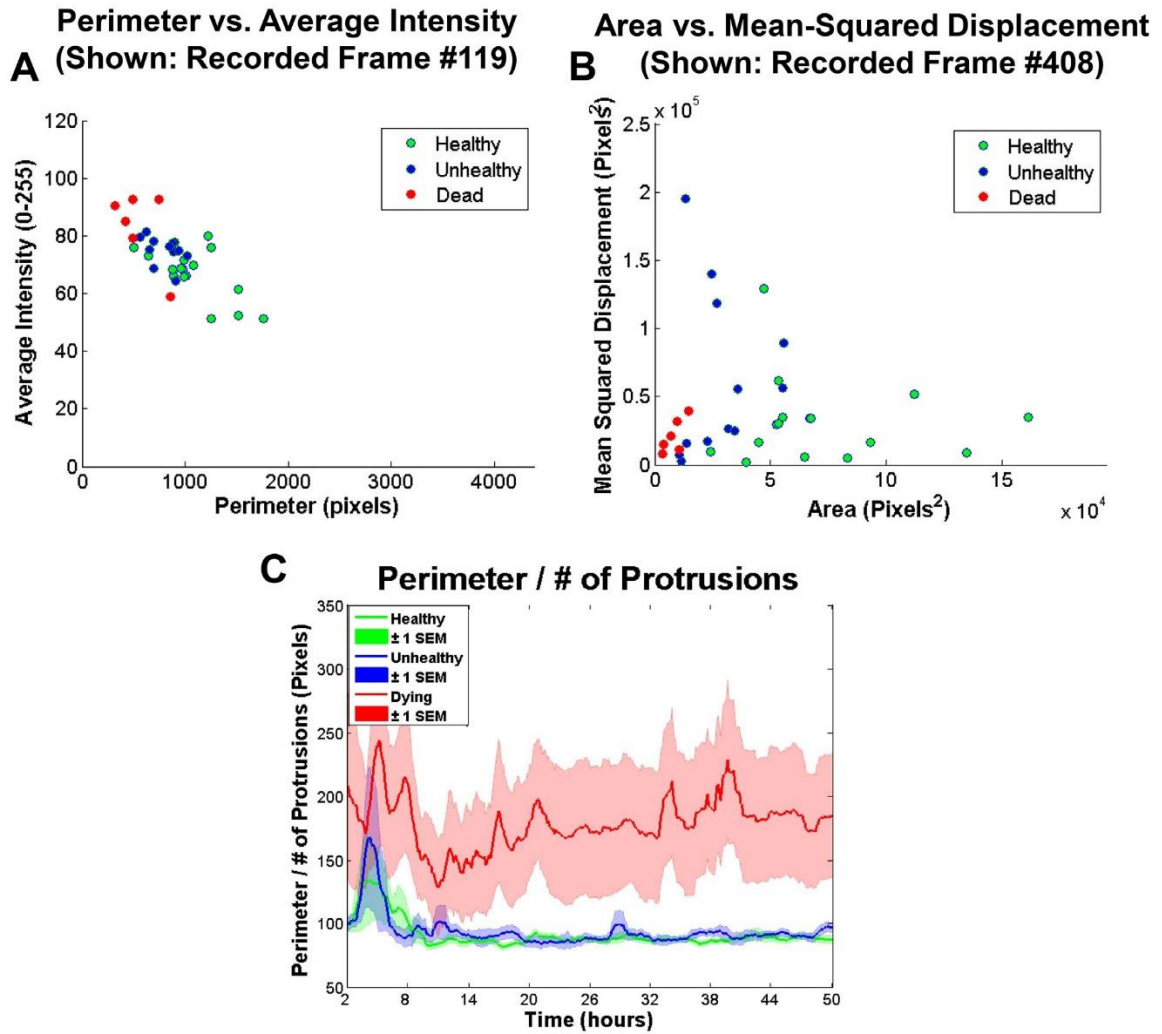 Perimeter vs. Average Intensity
(Shown: Recorded Frame #119)
A
120
100
80
60
40
20
0
Average Intensity (0-255)
Healthy
Unhealthy
Dead
0
1000
2000
3000
4000
Perimeter (pixels)
Area vs. Mean-Squared Displacement
(Shown: Recorded Frame #408)
B
x 10^5
2.5
2
1.5
1
0.5
0
Mean Squared Displacement (Pixels^2)
Healthy
Unhealthy
Dead
0
5
10
15
x 10^4
Area (Pixels^2)
C
Perimeter / # of Protrusions
350
300
250
200
150
100
50
Perimeter / # of Protrusions (Pixels)
Healthy
± 1 SEM
Unhealthy
± 1 SEM
Dying
± 1 SEM
2
8
14
20
26
32
38
44
50
Time (hours)